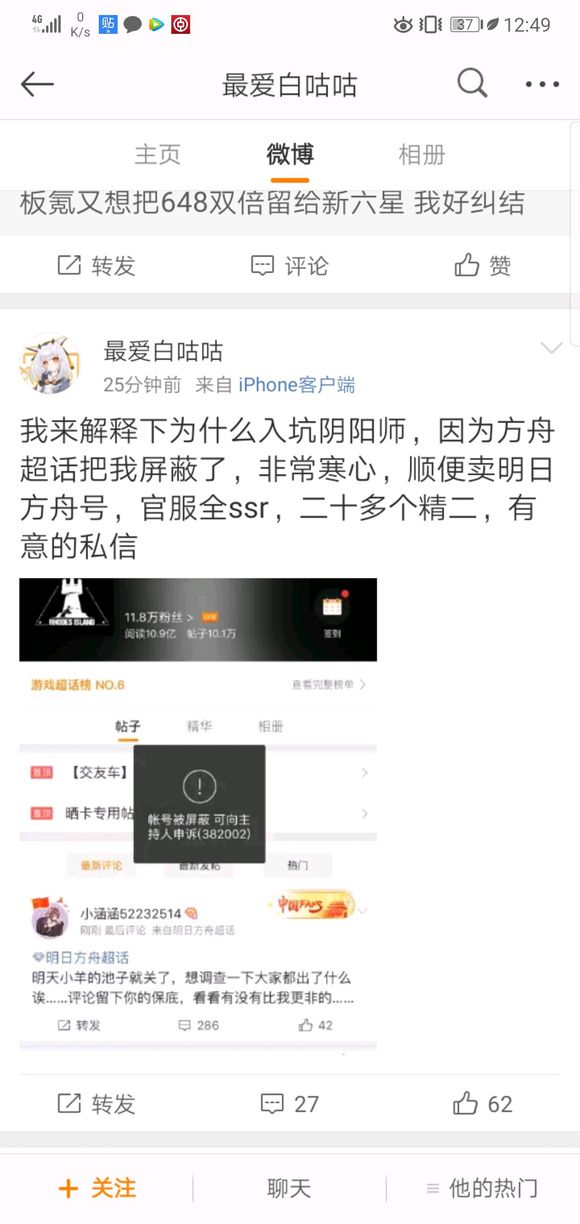 4G
0
K/s
贴
37
12:49
最爱白咕咕
主页
微博
相册
板氪又想把648双倍留给新六星 我好纠结
转发
评论
赞
最爱白咕咕
25分钟前 来自 iPhone客户端
我来解释下为什么入坑阴阳师，因为方舟
超话把我屏蔽了，非常寒心，顺便卖明日
方舟号，官服全ssr，二十多个精二，有
意的私信
RHODES ISLAND
11.8万粉丝 >
阅读10.9亿 帖子10.1万
签到
游戏超话榜 NO.6
查看完整榜单 >
帖子
精华
相册
置顶
【交友车】
置顶
晒卡专用帖
帐号被屏蔽 可向主
持人申诉(382002)
最新评论
最新发帖
热门
小涵涵52232514
中国FANS
刚刚 最后评论 来自明日方舟超话
明日方舟超话
明天小羊的池子就关了，想调查一下大家都出了什么
诶……评论留下你的保底，看看有没有比我更非的……
转发
286
42
转发
27
62
+ 关注
聊天
他的热门